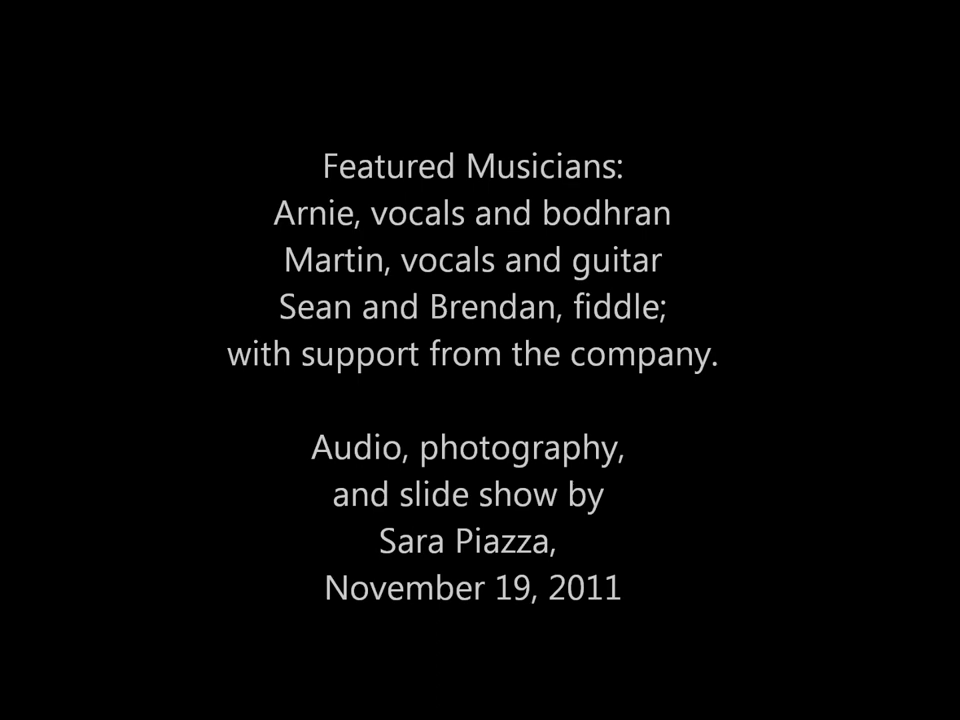 Featured Musicians:
Arnie, vocals and bodhran
Martin, vocals and guitar
Sean and Brendan, fiddle;
with support from the company.
Audio, photography,
and slide show by
Sara Piazza,
November 19, 2011